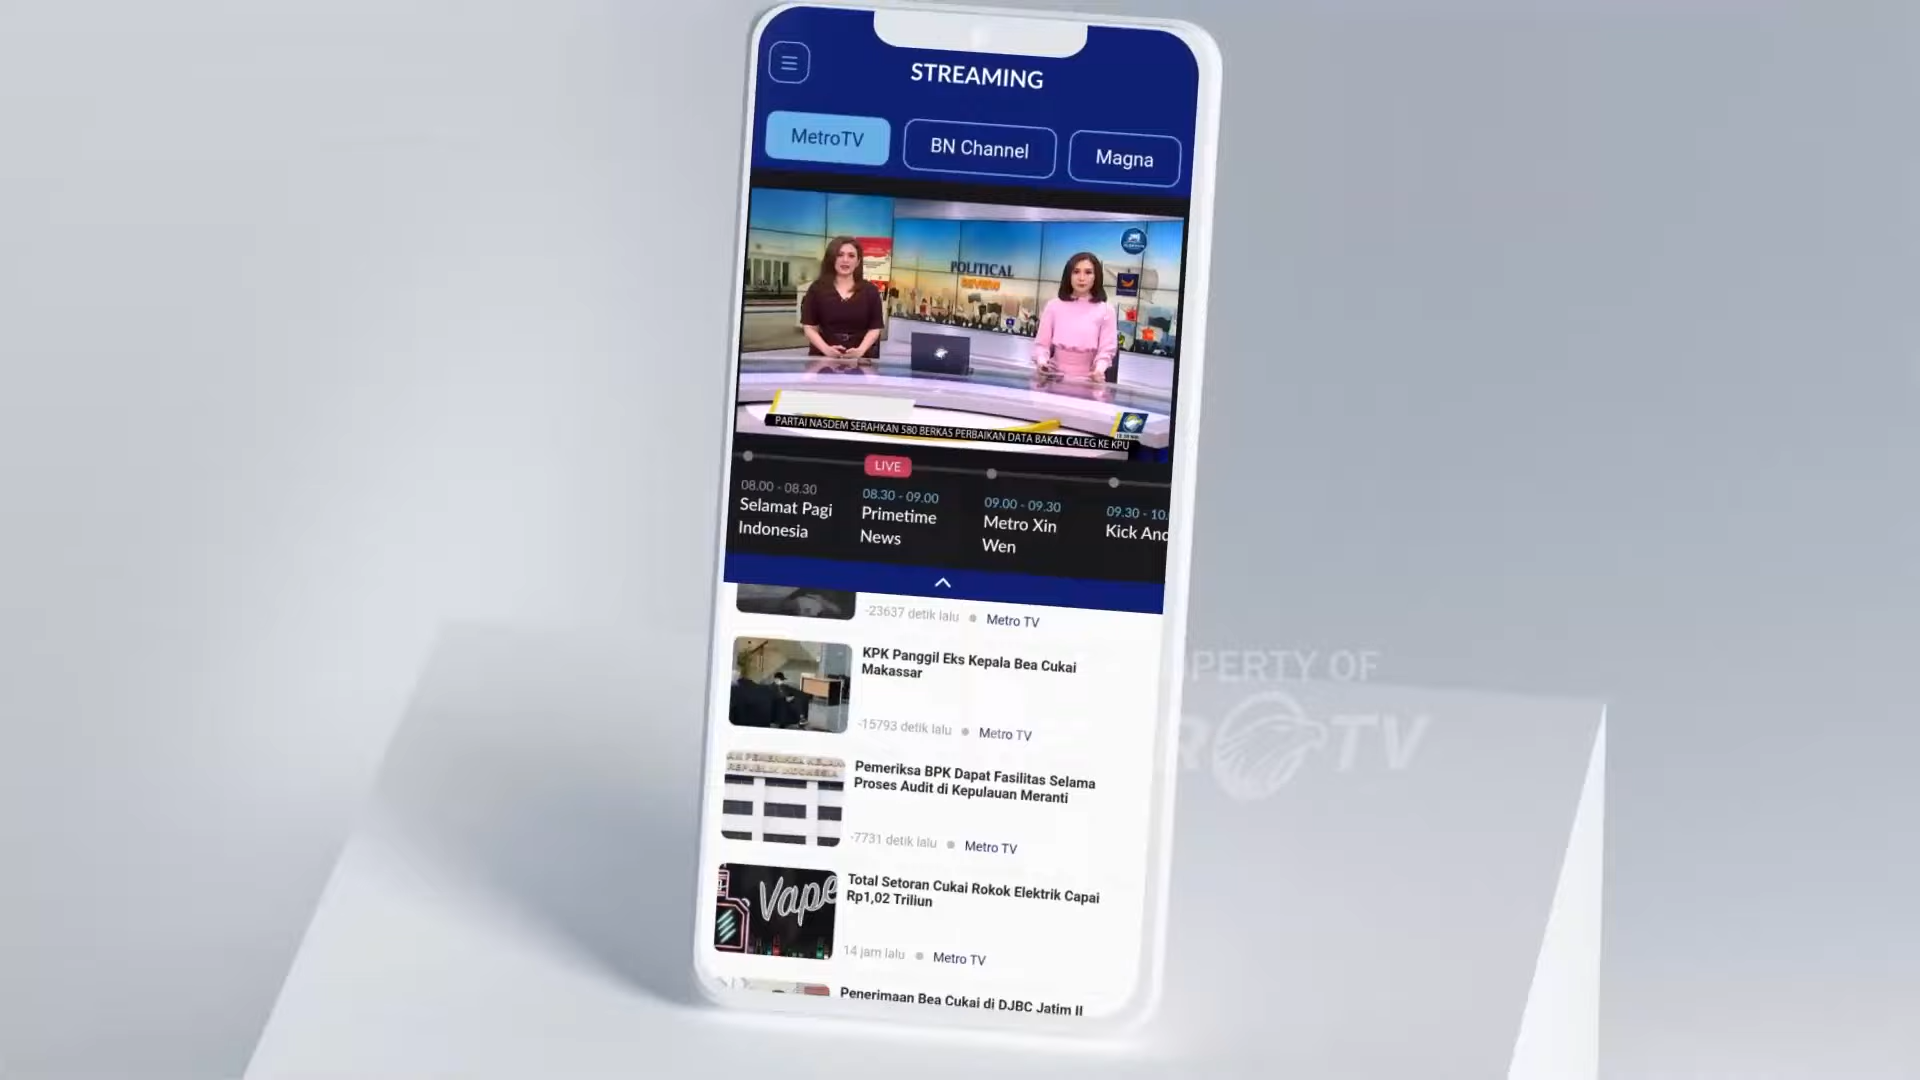 STREAMING
MetroTV
BN Channel
Magna
POLITICAL
REVIEW
PARTAI NASDEM SERAHKAN 580 BERKAS PERBAIKAN DATA BAKAL CALEG KE KPU
LIVE
08.00 - 08.30
Selamat Pagi
Indonesia
08.30 - 09.00
Primetime
News
09.00 - 09.30
Metro Xin
Wen
09.30 - 10.
Kick And
-23637 detik lalu
Metro TV
KPK Panggil Eks Kepala Bea Cukai
Makassar
-15793 detik lalu
Metro TV
REPUBLIK INDONESIA
Pemeriksa BPK Dapat Fasilitas Selama
Proses Audit di Kepulauan Meranti
-7731 detik lalu
Metro TV
Vape
Total Setoran Cukai Rokok Elektrik Capai
Rp1,02 Triliun
14 jam lalu
Metro TV
Penerimaan Bea Cukai di DJBC Jatim II
OPERTY OF
R TV